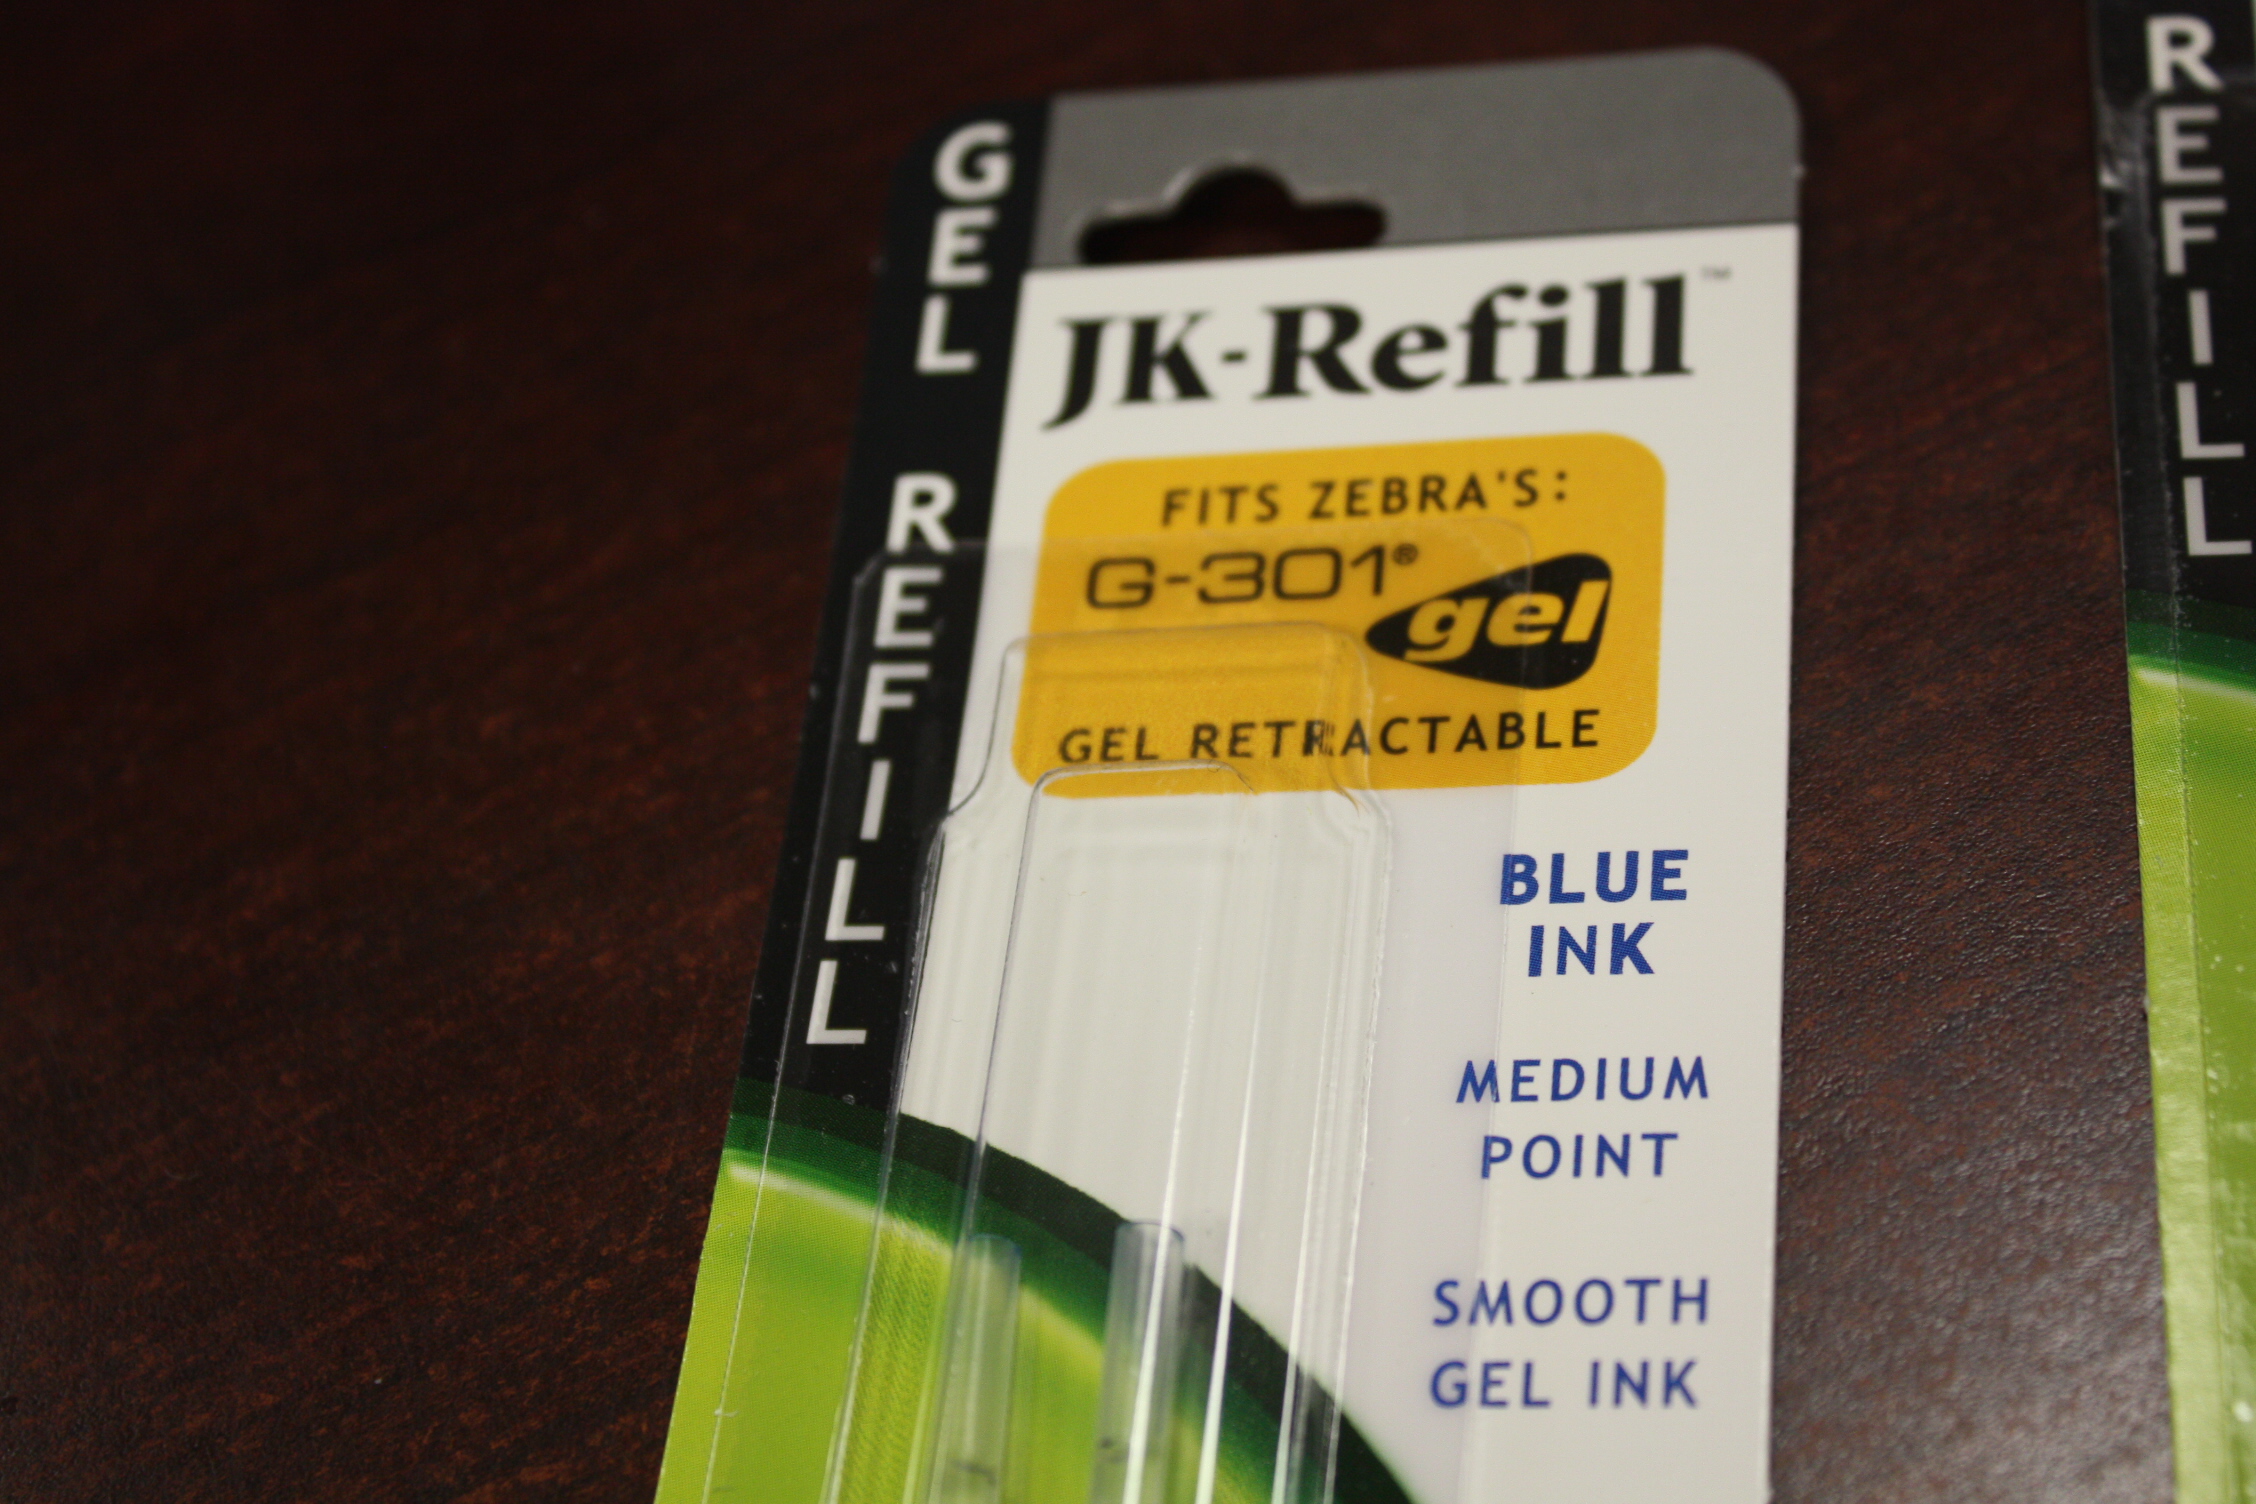 GEL REFILL
JK-Refill™
FITS ZEBRA'S:
G-301®
gel
GEL RETRACTABLE
BLUE
INK
MEDIUM
POINT
SMOOTH
GEL INK
REFILL